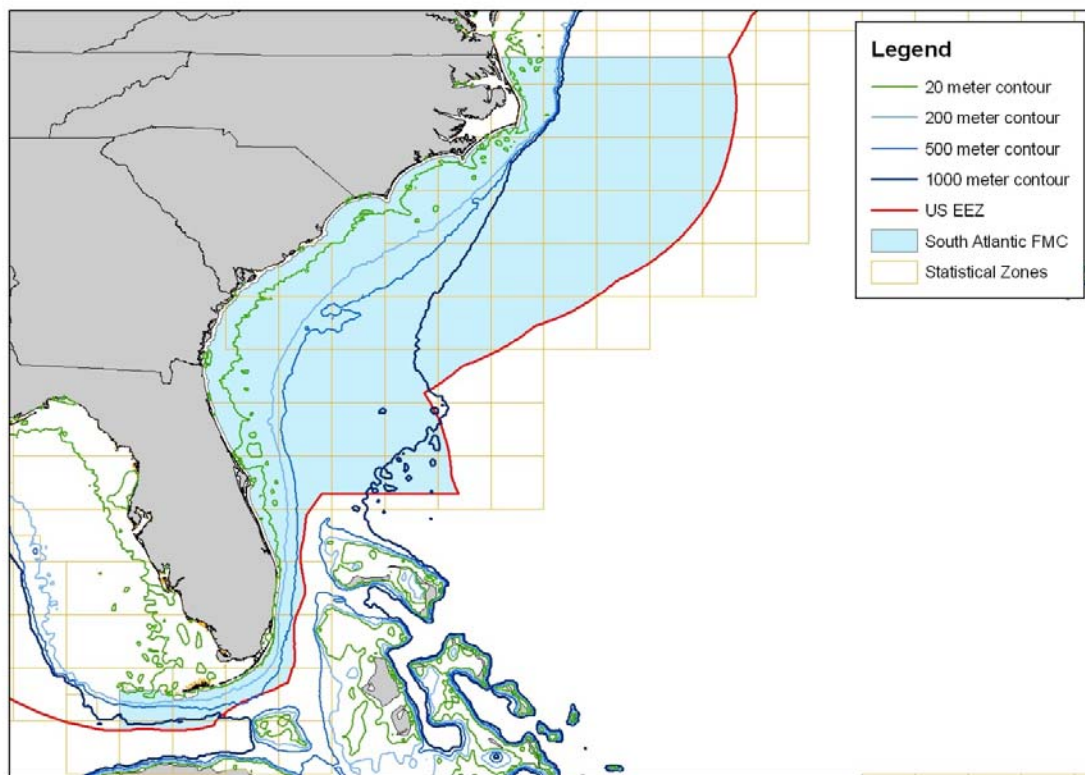 Legend
20 meter contour
200 meter contour
500 meter contour
1000 meter contour
US EEZ
South Atlantic FMC
Statistical Zones